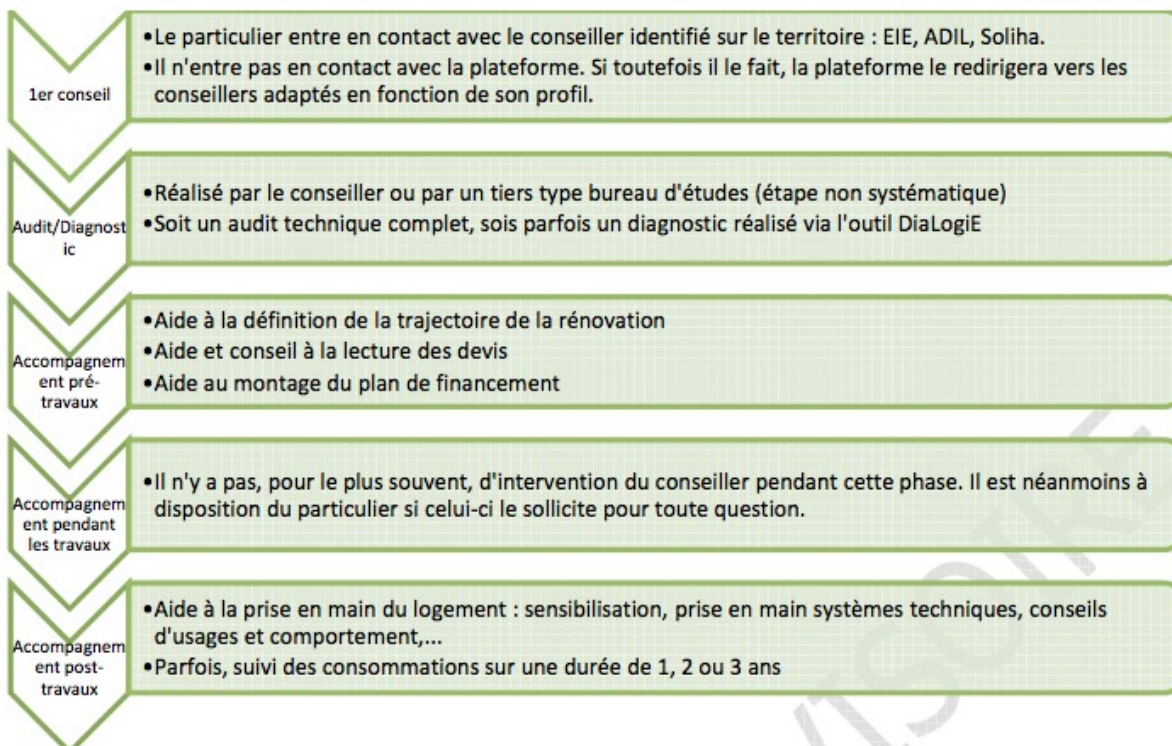 1er conseil
•Le particulier entre en contact avec le conseiller identifié sur le territoire : EIE, ADIL, Soliha.
•Il n'entre pas en contact avec la plateforme. Si toutefois il le fait, la plateforme le redirigera vers les
conseillers adaptés en fonction de son profil.
Audit/Diagnost
ic
•Réalisé par le conseiller ou par un tiers type bureau d'études (étape non systématique)
•Soit un audit technique complet, sois parfois un diagnostic réalisé via l'outil DiaLogiE
Accompagnem
ent pré-
travaux
•Aide à la définition de la trajectoire de la rénovation
•Aide et conseil à la lecture des devis
•Aide au montage du plan de financement
Accompagnem
ent pendant
les travaux
•Il n'y a pas, pour le plus souvent, d'intervention du conseiller pendant cette phase. Il est néanmoins à
disposition du particulier si celui-ci le sollicite pour toute question.
Accompagnem
ent post-
travaux
•Aide à la prise en main du logement : sensibilisation, prise en main systèmes techniques, conseils
d'usages et comportement,...
•Parfois, suivi des consommations sur une durée de 1, 2 ou 3 ans
VISOIRE